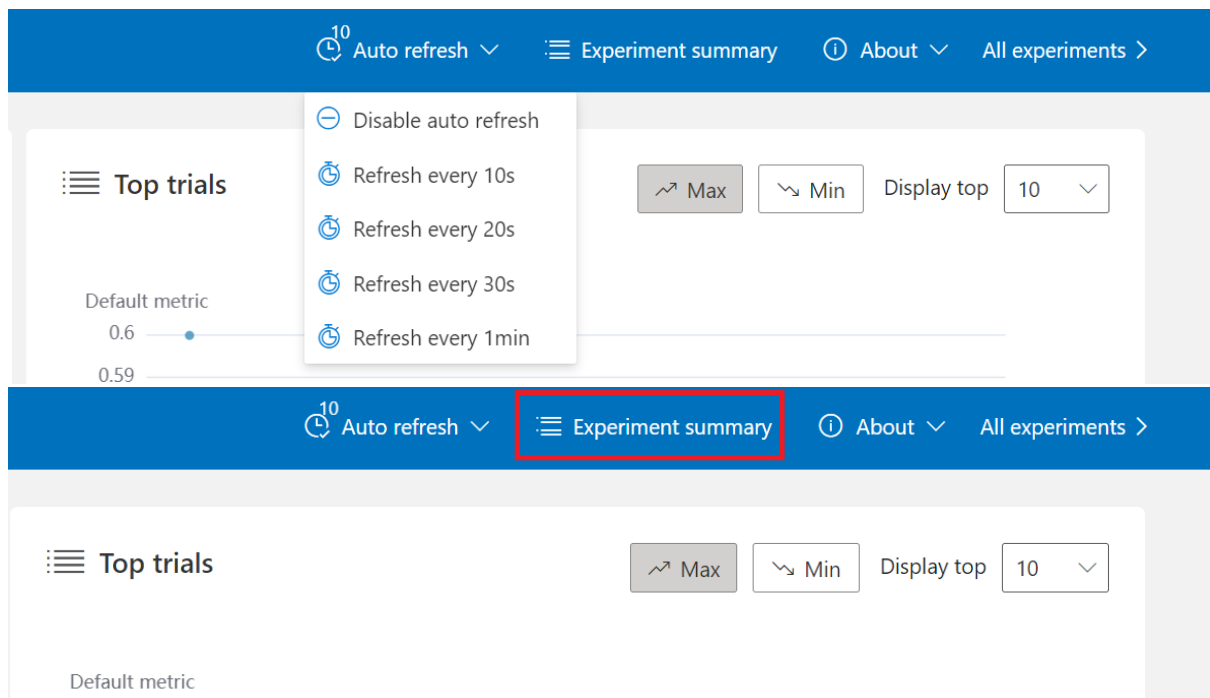 10 Auto refresh Experiment summary About All experiments
Disable auto refresh
Refresh every 10s
Refresh every 20s
Refresh every 30s
Refresh every 1min
Top trials Max Min Display top 10
Default metric
0.6
0.59
10 Auto refresh Experiment summary About All experiments
Top trials Max Min Display top 10
Default metric